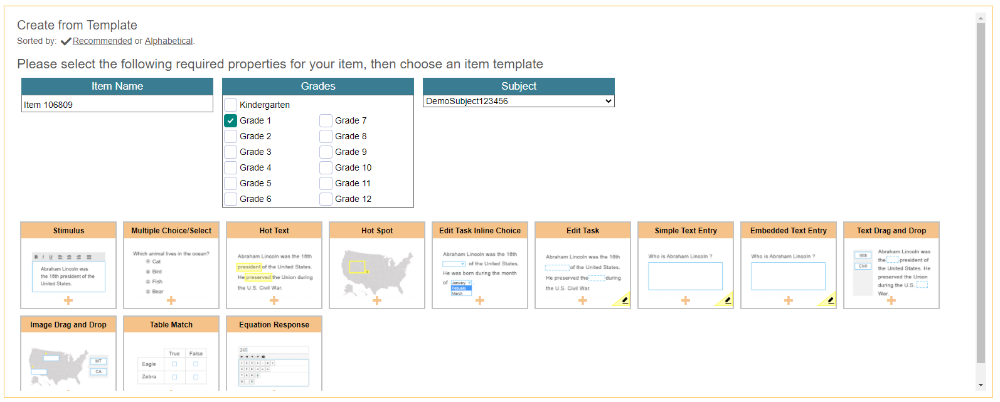 Create from Template
Sorted by: Recommended or Alphabetical.
Please select the following required properties for your item, then choose an item template
Item Name
Item 106809
Grades
Kindergarten
Grade 1
Grade 7
Grade 2
Grade 8
Grade 3
Grade 9
Grade 4
Grade 10
Grade 5
Grade 11
Grade 6
Grade 12
Subject
DemoSubject123456
Stimulus
B I U
Abraham Lincoln was
the 16th president of the
United States.
Multiple Choice/Select
Which animal lives in the ocean?
Cat
Bird
Fish
Bear
Hot Text
Abraham Lincoln was the 16th
president of the United States.
He preserved the Union during
the U.S. Civil War.
Hot Spot
Edit Task Inline Choice
Abraham Lincoln was the 16th
of the United States.
He was born during the month
of January .
March
Edit Task
Abraham Lincoln was the 16th
of the United States.
He preserved the during
the U.S. Civil War.
Simple Text Entry
Who is Abraham Lincoln ?
Embedded Text Entry
Who is Abraham Lincoln ?
Text Drag and Drop
16th
Civil
Abraham Lincoln was
the president of
the United States. He
preserved the Union
during the U.S.
War.
Image Drag and Drop
MT
CA
Table Match
True False
Eagle
Zebra
Equation Response
245